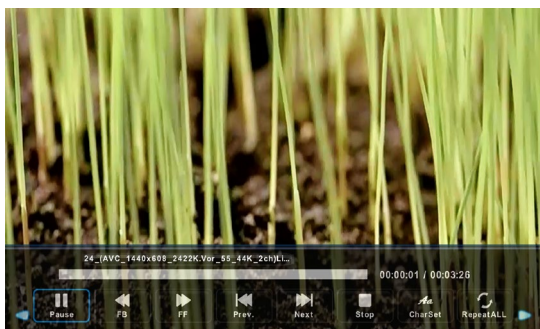 24_(AVC_1440x608_2422K.Vor_55_44K_2ch)Li...
00:00;01 / 00:03:26
Pause FB FF Prev. Next Stop CharSet RepeatALL